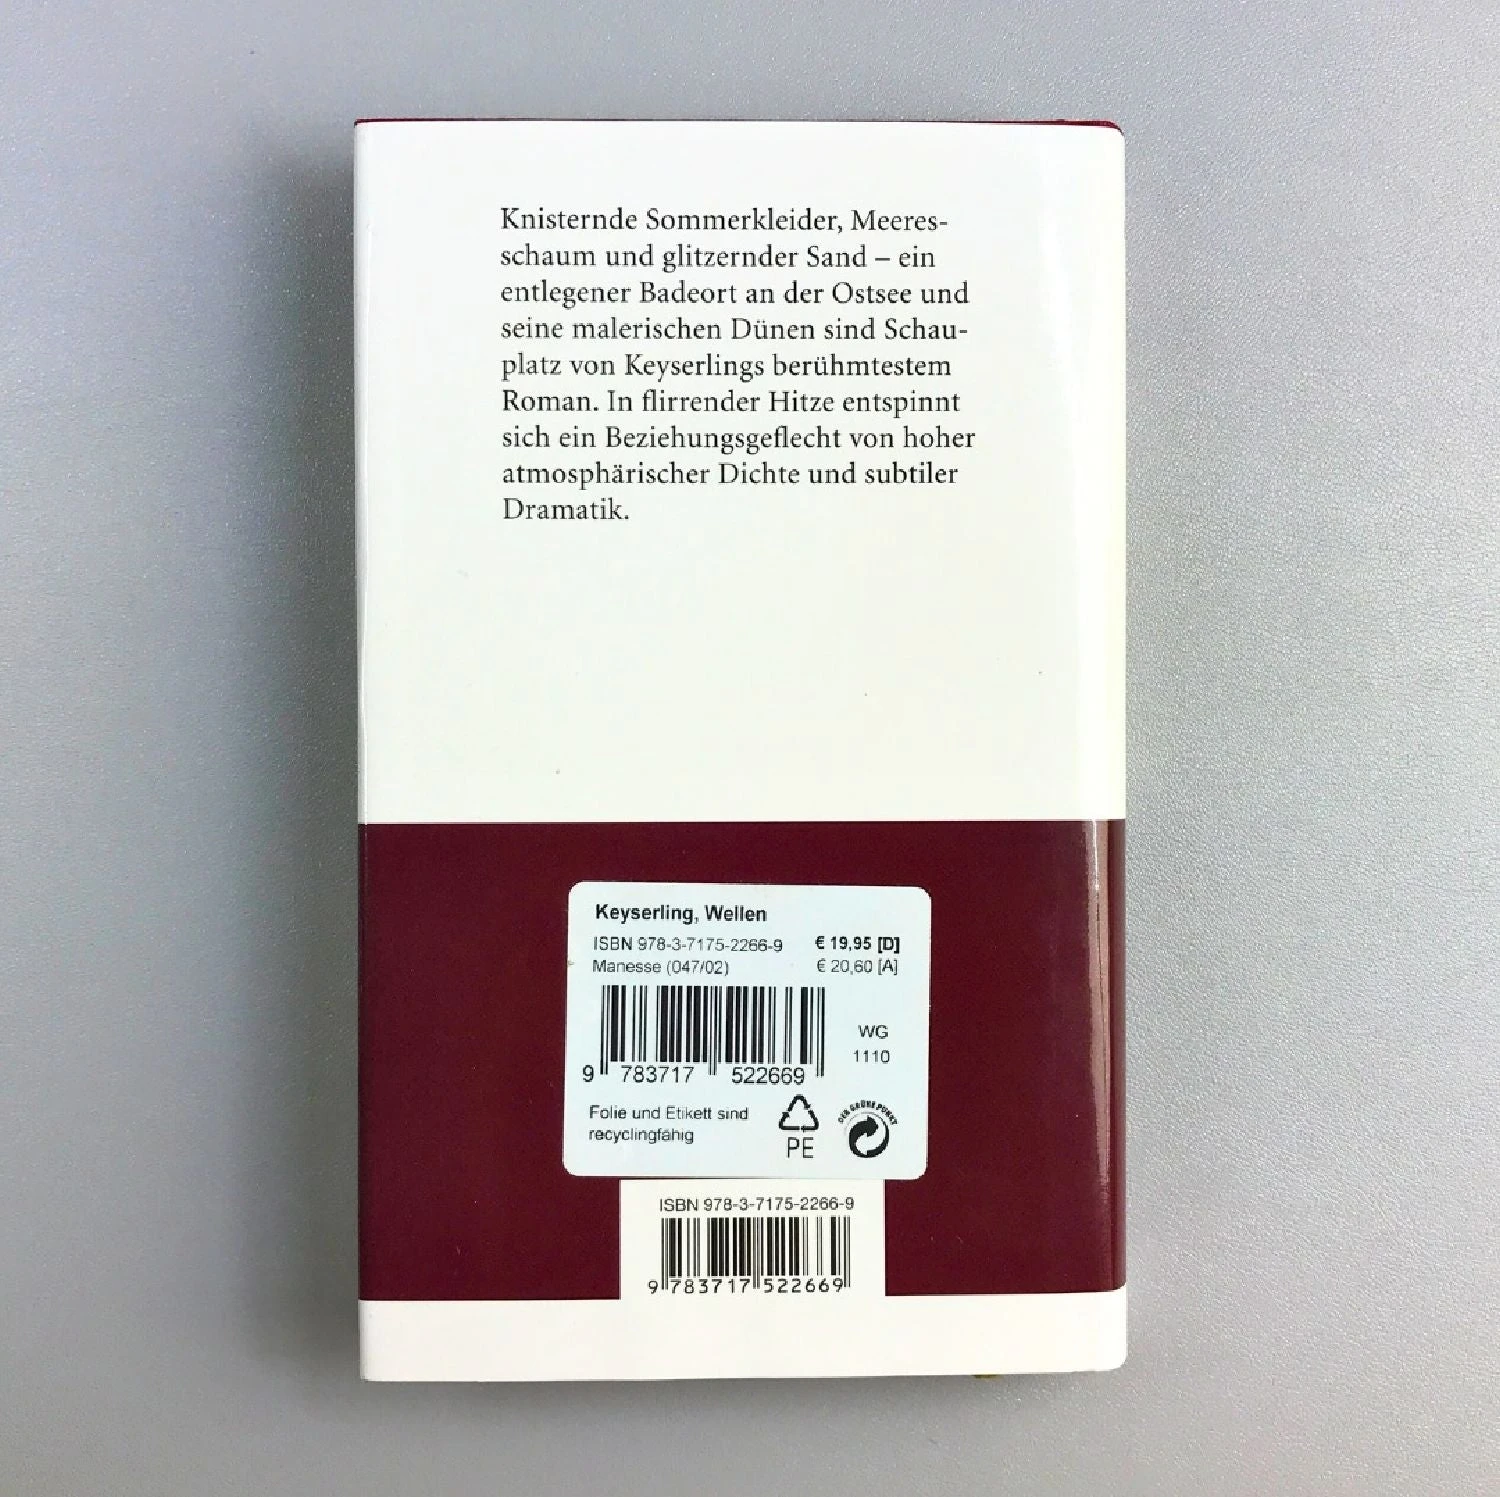 Knisternde Sommerkleider, Meeres-
schaum und glitzernder Sand – ein
entlegener Badeort an der Ostsee und
seine malerischen Dünen sind Schau-
platz von Keyserlings berühmtestem
Roman. In flirrender Hitze entspinnt
sich ein Beziehungsgeflecht von hoher
atmosphärischer Dichte und subtiler
Dramatik.
Keyserling, Wellen
ISBN 978-3-7175-2266-9 € 19,95 [D]
Manesse (047/02) € 20,60 [A]
WG
1110
9 783717 522669
Folie und Etikett sind
recyclingfähig
PE
DER GRÜNE PUNKT
ISBN 978-3-7175-2266-9
9 783717 522669